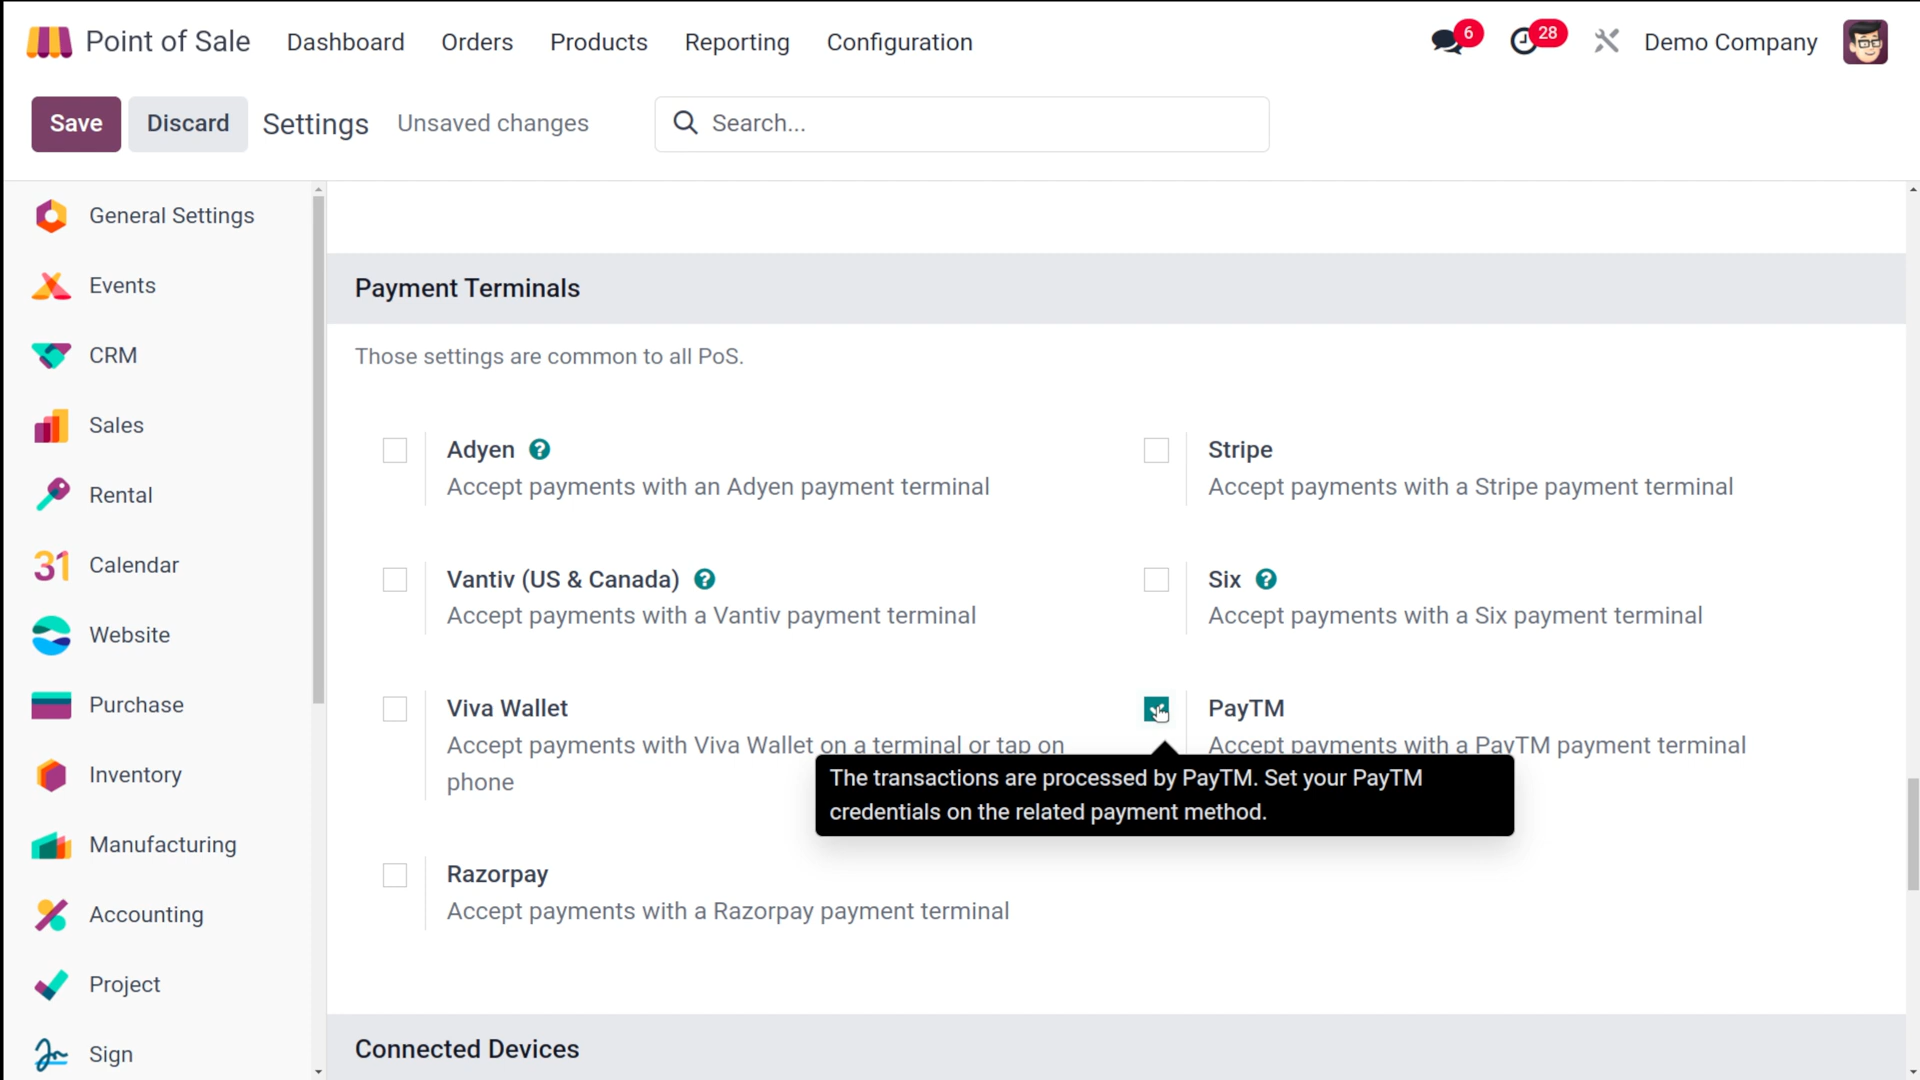 Point of Sale Dashboard Orders Products Reporting Configuration 6 28 Demo Company
Save Discard Settings Unsaved changes Search...
General Settings
Events
CRM
Sales
Rental
31 Calendar
Website
Purchase
Inventory
Manufacturing
Accounting
Project
Sign
Payment Terminals
Those settings are common to all PoS.
Adyen ?
Accept payments with an Adyen payment terminal
Stripe
Accept payments with a Stripe payment terminal
Vantiv (US & Canada) ?
Accept payments with a Vantiv payment terminal
Six ?
Accept payments with a Six payment terminal
Viva Wallet
Accept payments with Viva Wallet on a terminal or tap on
phone
PayTM
Accept payments with a PayTM payment terminal
The transactions are processed by PayTM. Set your PayTM
credentials on the related payment method.
Razorpay
Accept payments with a Razorpay payment terminal
Connected Devices